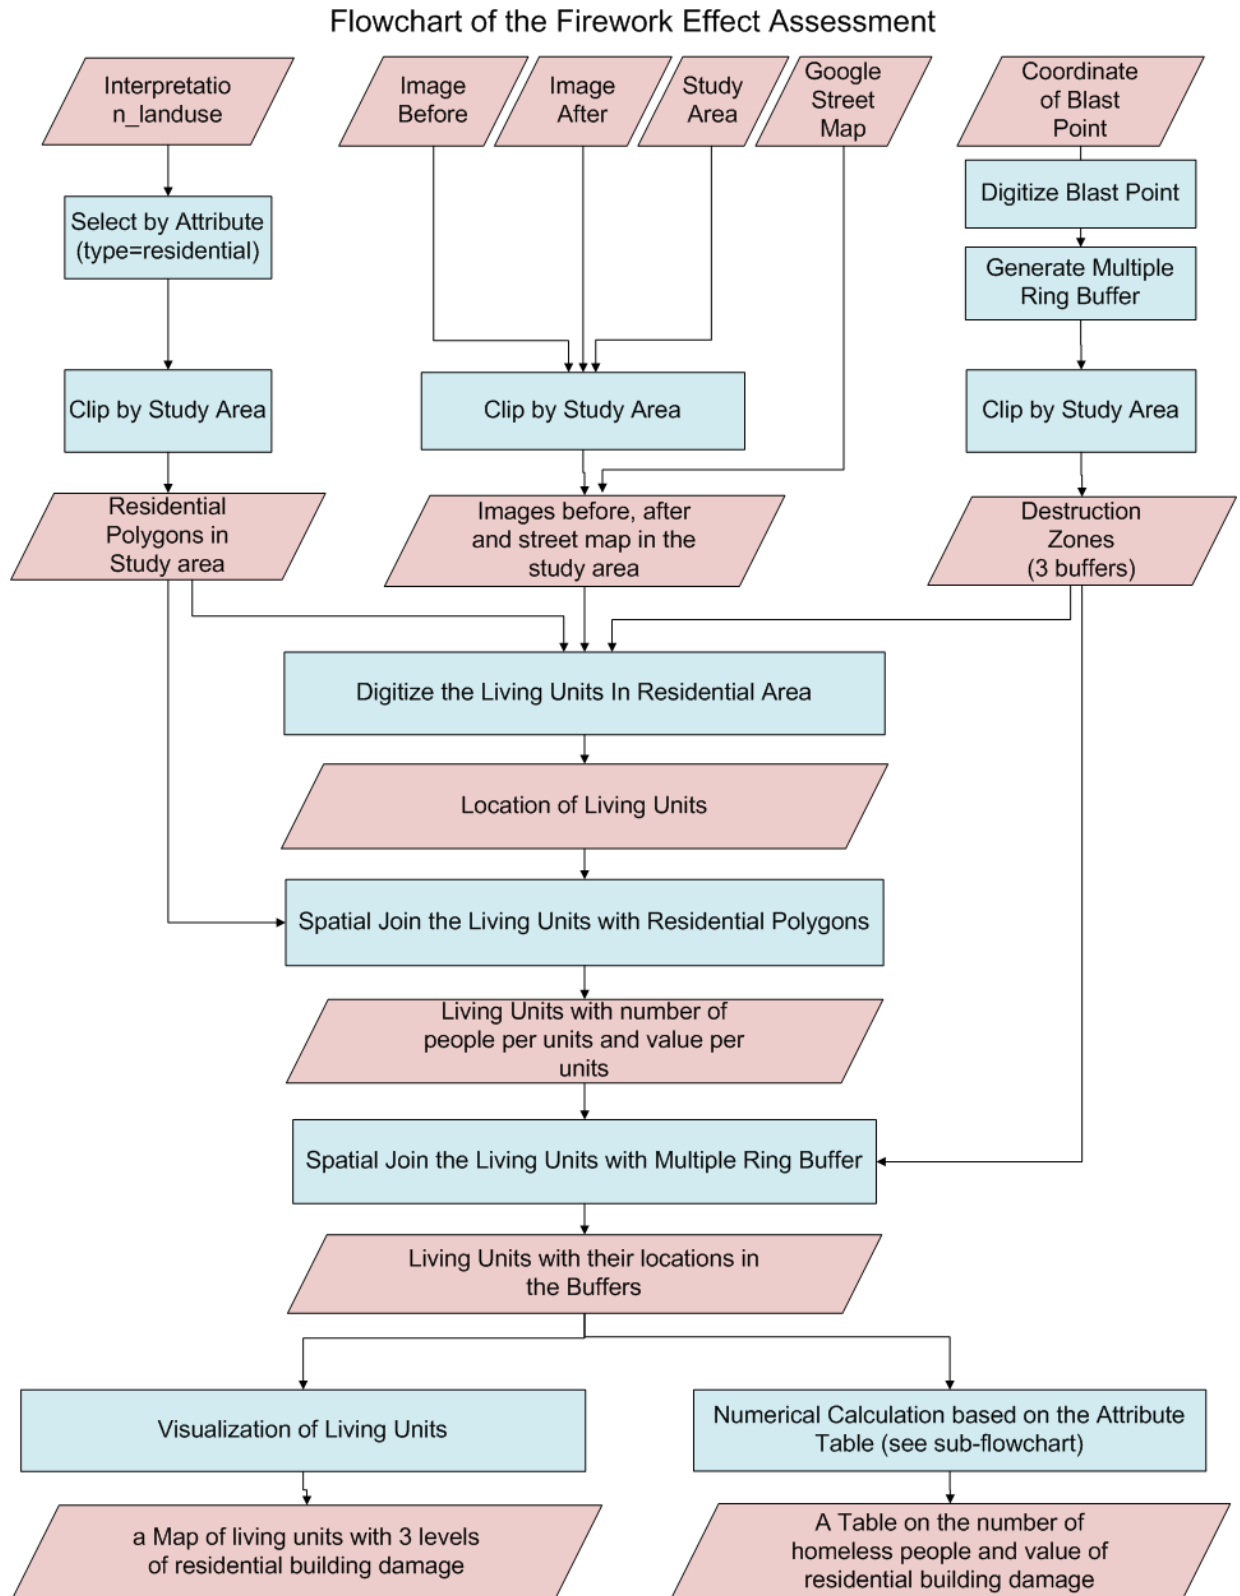 Flowchart of the Firework Effect Assessment
Interpretatio
n_landuse
Image
Before
Image
After
Study
Area
Google
Street
Map
Coordinate
of Blast
Point
Select by Attribute
(type=residential)
Digitize Blast Point
Generate Multiple
Ring Buffer
Clip by Study Area
Clip by Study Area
Clip by Study Area
Residential
Polygons in
Study area
Images before, after
and street map in the
study area
Destruction
Zones
(3 buffers)
Digitize the Living Units In Residential Area
Location of Living Units
Spatial Join the Living Units with Residential Polygons
Living Units with number of
people per units and value per
units
Spatial Join the Living Units with Multiple Ring Buffer
Living Units with their locations in
the Buffers
Visualization of Living Units
Numerical Calculation based on the Attribute
Table (see sub-flowchart)
a Map of living units with 3 levels
of residential building damage
A Table on the number of
homeless people and value of
residential building damage